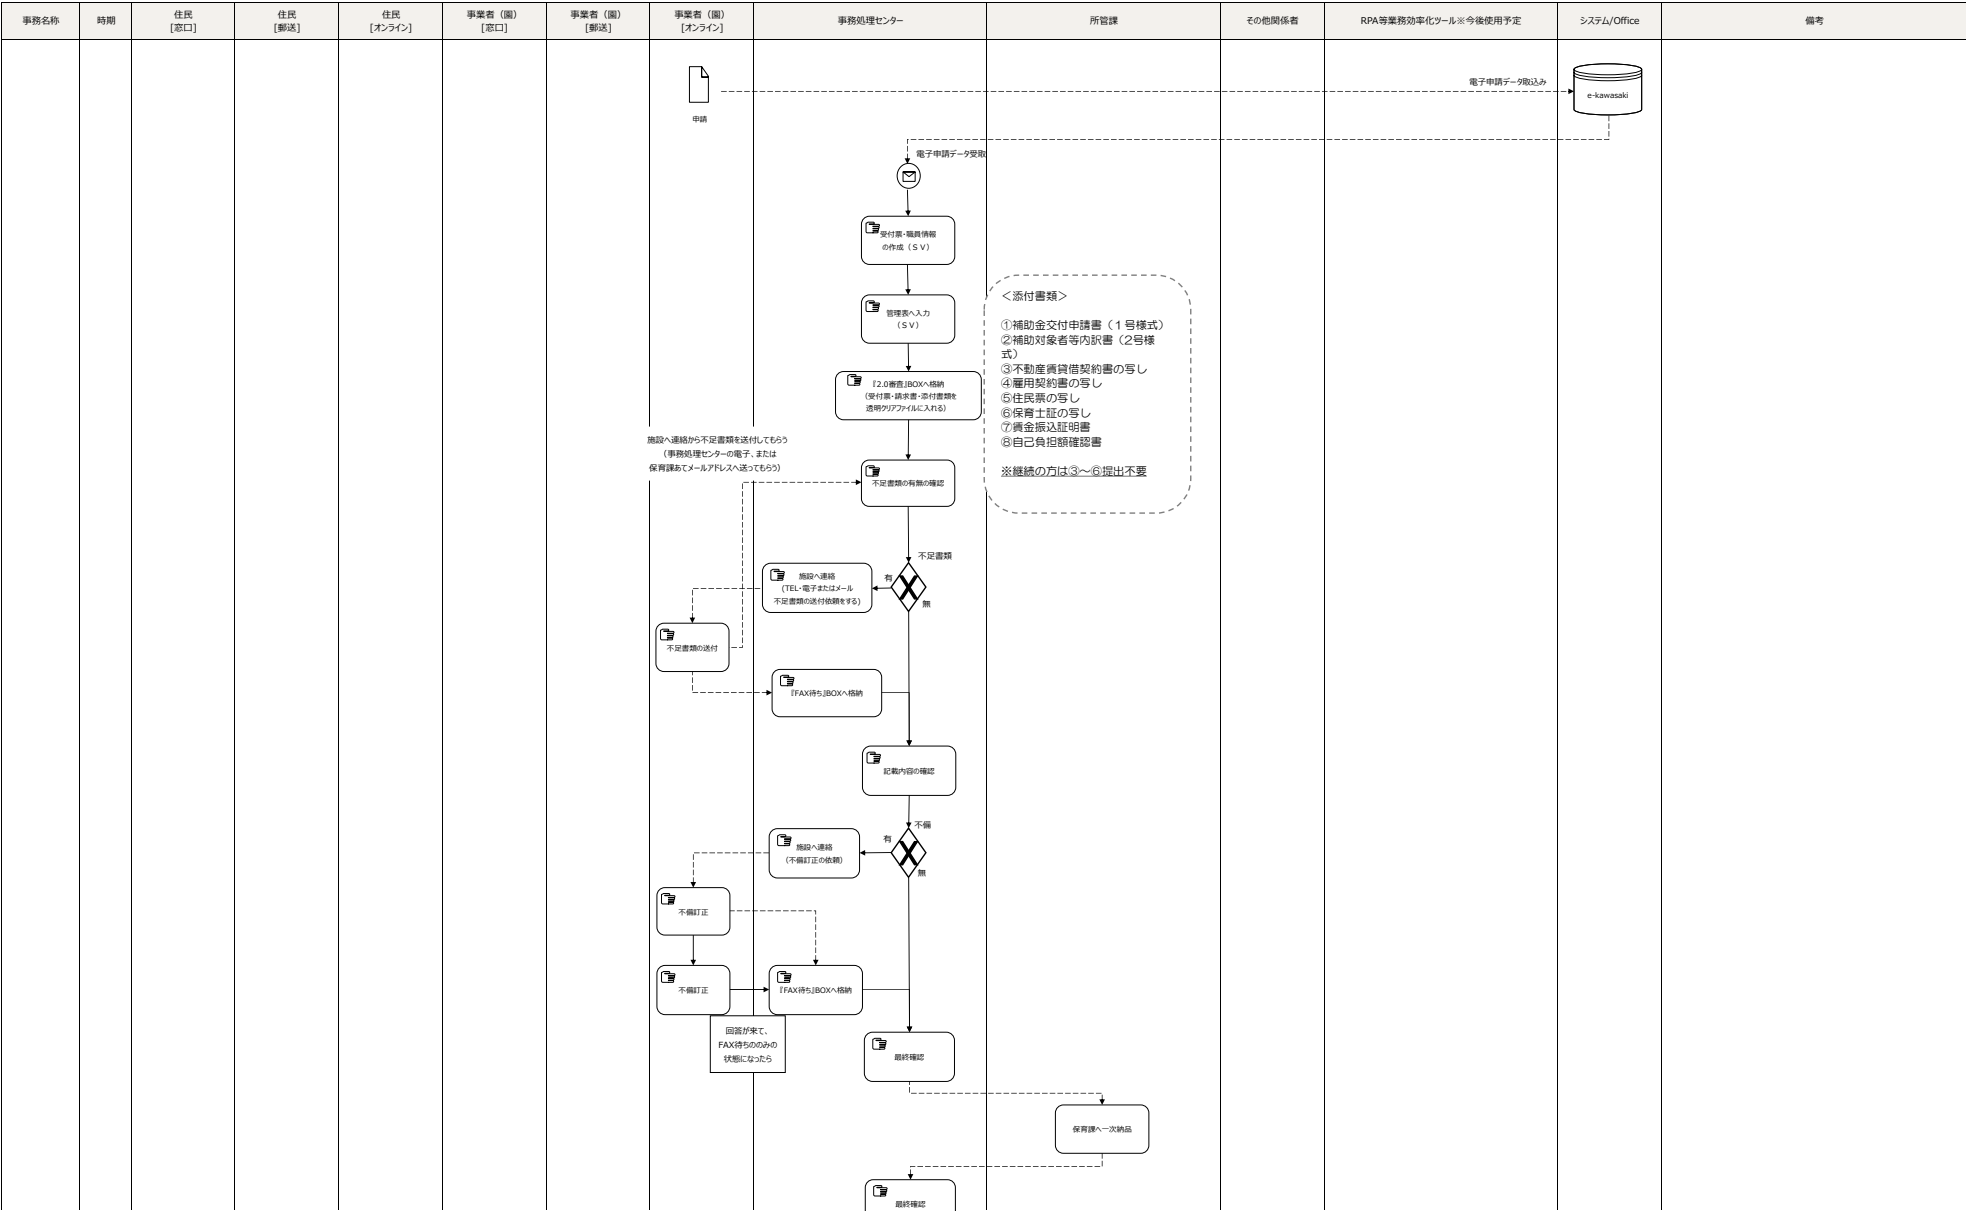 事務名称
時期
住民
[窓口]
住民
[郵送]
住民
[オンライン]
事業者（園）
[窓口]
事業者（園）
[郵送]
事業者（園）
[オンライン]
事務処理センター
所管課
その他関係者
RPA等業務効率化ツール※今後使用予定
システム/Office
備考
申請
電子申請データ取込み
e-kawasaki
電子申請データ受取
受付票・職員情報
の作成（ＳＶ）
管理表へ入力
（ＳＶ）
『2.0審査』BOXへ格納
（受付票・請求書・添付書類を
透明クリアファイルに入れる）
＜添付書類＞
①補助金交付申請書（１号様式）
②補助対象者等内訳書（2号様
式）
③不動産賃貸借契約書の写し
④雇用契約書の写し
⑤住民票の写し
⑥保育士証の写し
⑦賃金振込証明書
⑧自己負担額確認書
※継続の方は③～⑥提出不要
施設へ連絡から不足書類を送付してもらう
（事務処理センターの電子、または
保育課あてメールアドレスへ送ってもらう）
不足書類の有無の確認
不足書類
有
無
施設へ連絡
(TEL・電子またはメール
不足書類の送付依頼をする)
不足書類の送付
『FAX待ち』BOXへ格納
記載内容の確認
不備
有
無
施設へ連絡
（不備訂正の依頼）
不備訂正
不備訂正
『FAX待ち』BOXへ格納
回答が来て、
FAX待ちののみの
状態になったら
最終確認
保育課へ一次納品
最終確認